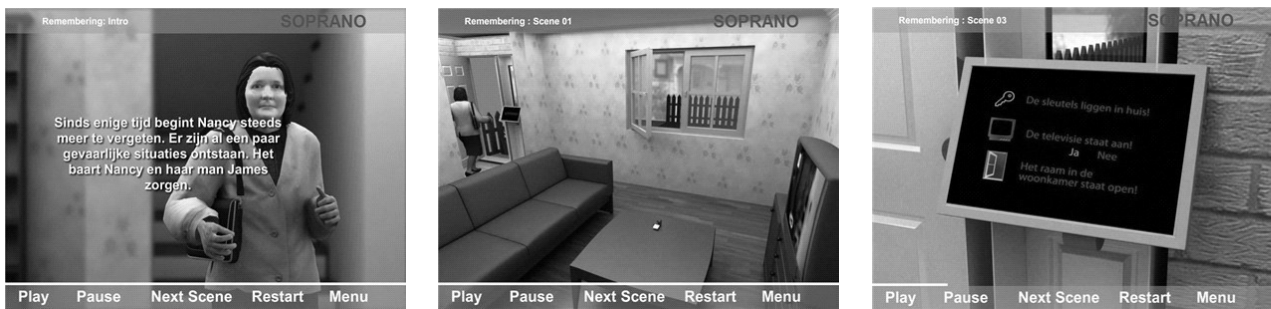 Remembering: Intro
SOPRANO
Sinds enige tijd begint Nancy steeds
meer te vergeten. Er zijn al een paar
gevaarlijke situaties ontstaan. Het
baart Nancy en haar man James
zorgen.
Play Pause Next Scene Restart Menu
Remembering : Scene 01
SOPRANO
Play Pause Next Scene Restart Menu
Remembering : Scene 03
SOPRANO
De sleutels liggen in huis!
De televisie staat aan!
Ja Nee
Het raam in de
woonkamer staat open!
Play Pause Next Scene Restart Menu